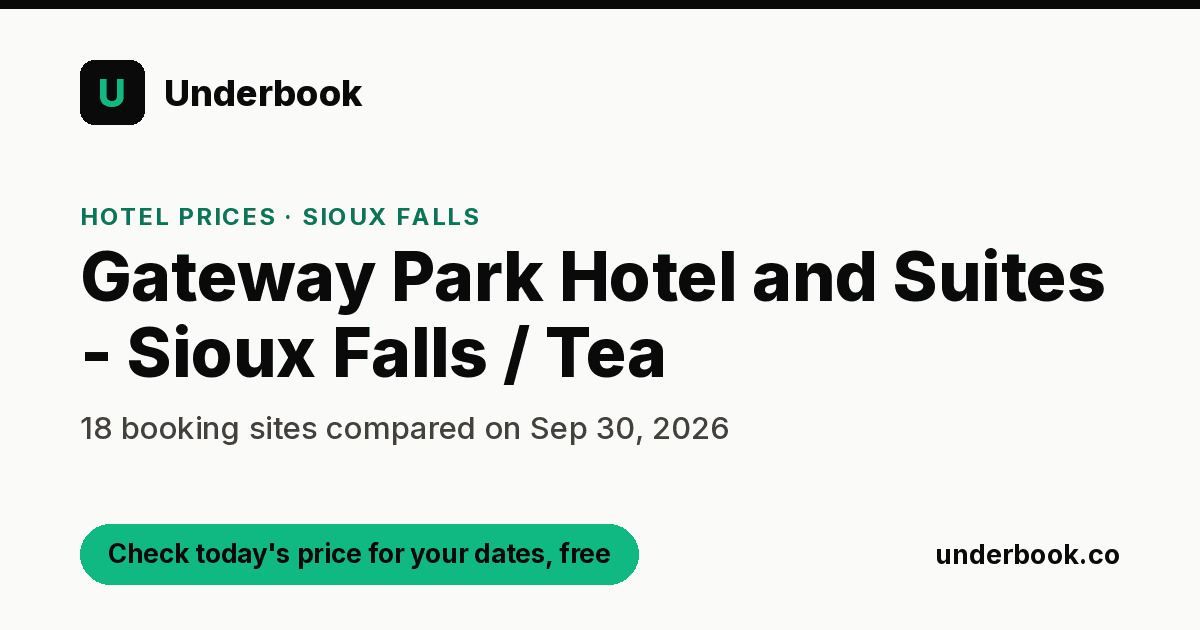 U
Underbook
HOTEL PRICES · SIOUX FALLS
Gateway Park Hotel and Suites
- Sioux Falls / Tea
18 booking sites compared on Sep 30, 2026
Check today's price for your dates, free
underbook.co